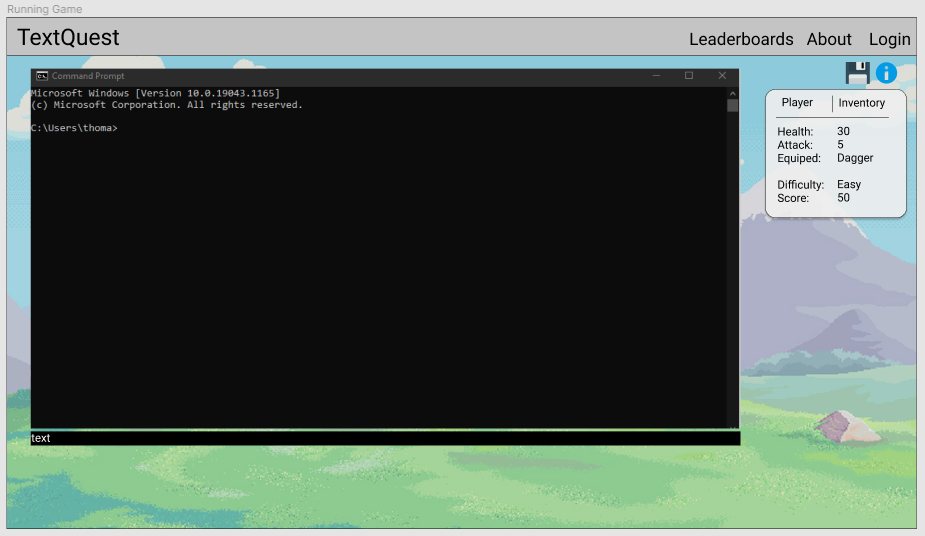 Running Game
TextQuest
Leaderboards About Login
Command Prompt
Microsoft Windows [Version 10.0.19043.1165]
(c) Microsoft Corporation. All rights reserved.
C:\Users\thoma>
text
Player Inventory
Health: 30
Attack: 5
Equiped: Dagger
Difficulty: Easy
Score: 50